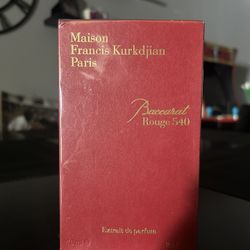 Maison
Francis Kurkdjian
Paris
Baccarat
Rouge 540
Extrait de parfum